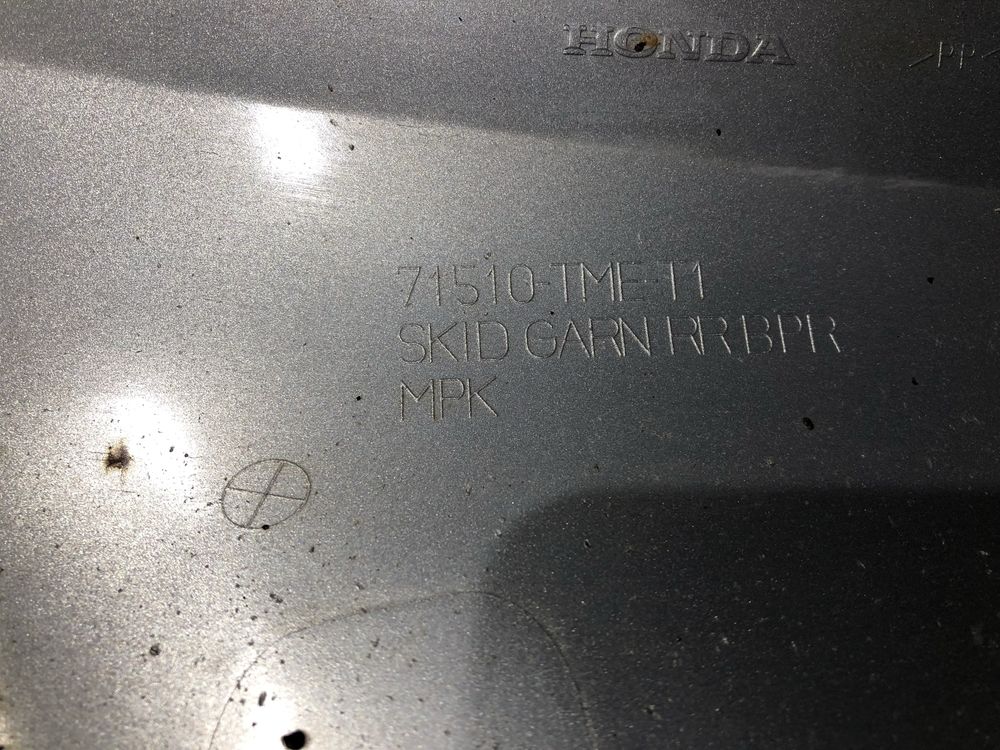 HONDA
>PP<
71510-TME-T1
SKID GARN RR BPR
MPK